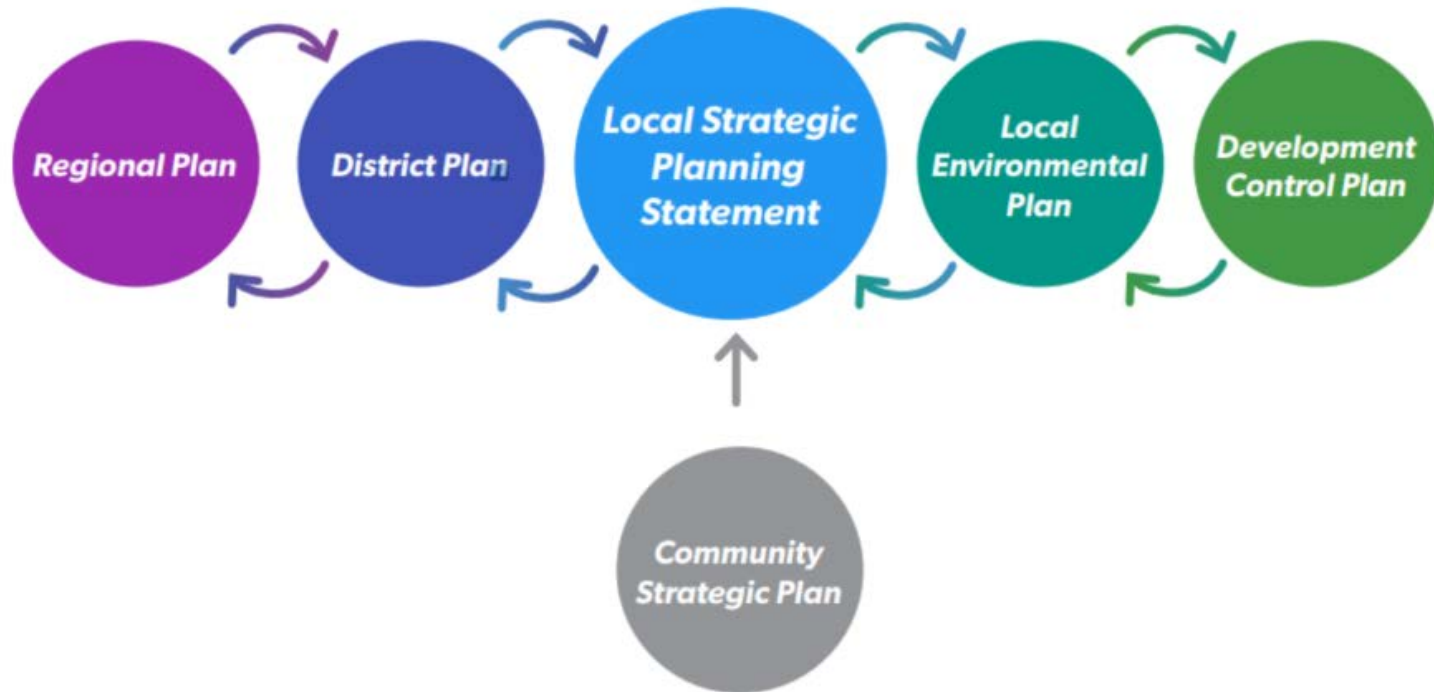 Regional Plan
District Plan
Local Strategic
Planning
Statement
Local
Environmental
Plan
Development
Control Plan
Community
Strategic Plan